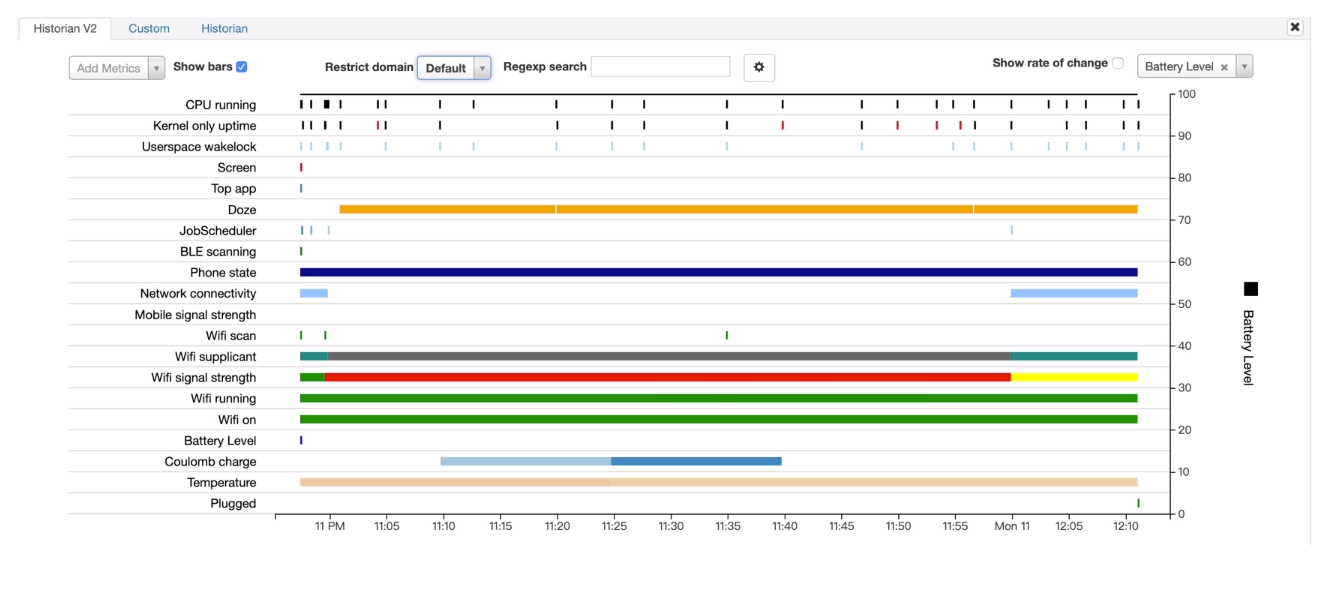 Historian V2 Custom Historian
Add Metrics Show bars Restrict domain Default Regexp search Show rate of change Battery Level ×
CPU running
Kernel only uptime
Userspace wakelock
Screen
Top app
Doze
JobScheduler
BLE scanning
Phone state
Network connectivity
Mobile signal strength
Wifi scan
Wifi supplicant
Wifi signal strength
Wifi running
Wifi on
Battery Level
Coulomb charge
Temperature
Plugged
11 PM 11:05 11:10 11:15 11:20 11:25 11:30 11:35 11:40 11:45 11:50 11:55 Mon 11 12:05 12:10
100
90
80
70
60
50
40
30
20
10
0
Battery Level